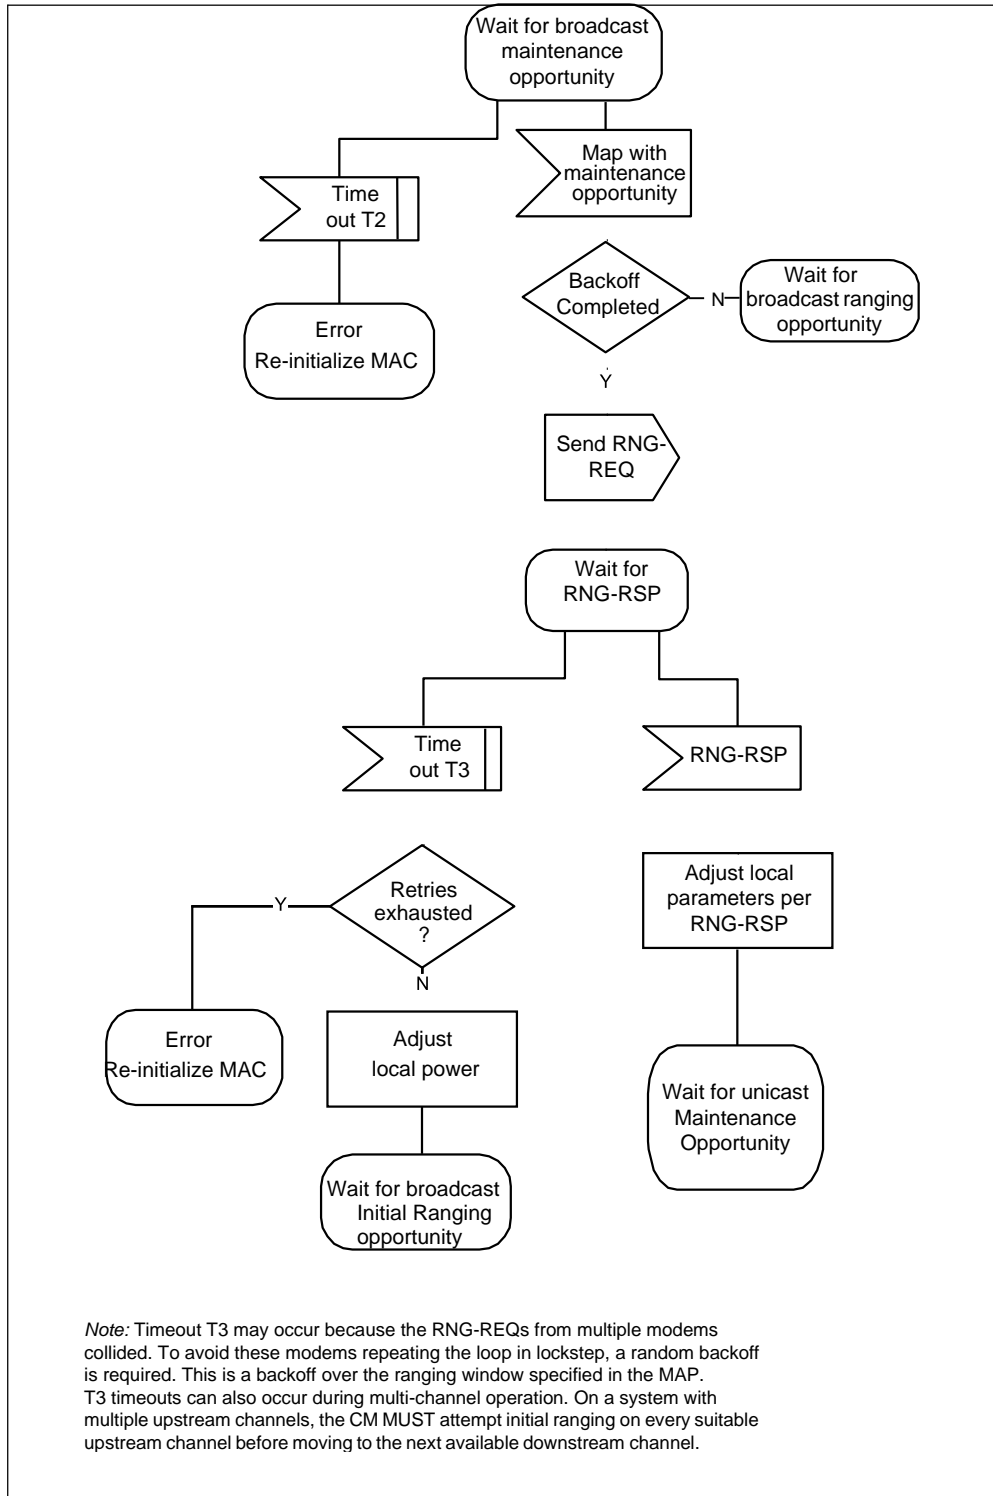 Wait for broadcast
maintenance
opportunity
Map with
maintenance
opportunity
Time
out T2
Backoff
Completed
N
Wait for
broadcast ranging
opportunity
Error
Re-initialize MAC
Y
Send RNG-
REQ
Wait for
RNG-RSP
Time
out T3
RNG-RSP
Retries
exhausted
?
Y
N
Adjust local
parameters per
RNG-RSP
Error
Re-initialize MAC
Adjust
local power
Wait for unicast
Maintenance
Opportunity
Wait for broadcast
Initial Ranging
opportunity
Note: Timeout T3 may occur because the RNG-REQs from multiple modems
collided. To avoid these modems repeating the loop in lockstep, a random backoff
is required. This is a backoff over the ranging window specified in the MAP.
T3 timeouts can also occur during multi-channel operation. On a system with
multiple upstream channels, the CM MUST attempt initial ranging on every suitable
upstream channel before moving to the next available downstream channel.